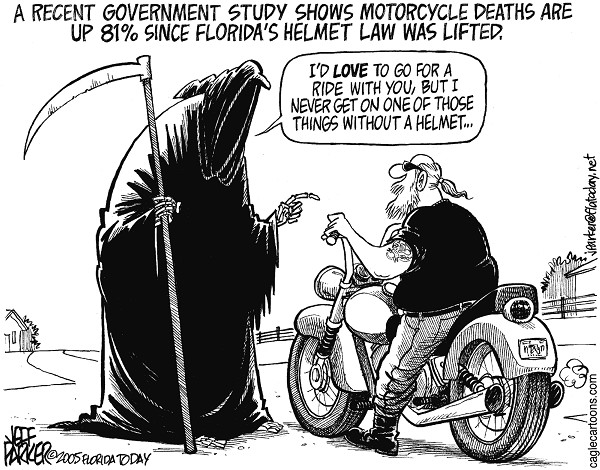 A RECENT GOVERNMENT STUDY SHOWS MOTORCYCLE DEATHS ARE
UP 81% SINCE FLORIDA'S HELMET LAW WAS LIFTED.
I'D LOVE TO GO FOR A
RIDE WITH YOU, BUT I
NEVER GET ON ONE OF THOSE
THINGS WITHOUT A HELMET...
jparker@flatoday.net
caglecartoons.com
JEFF
PARKER ©2005 FLORIDA TODAY